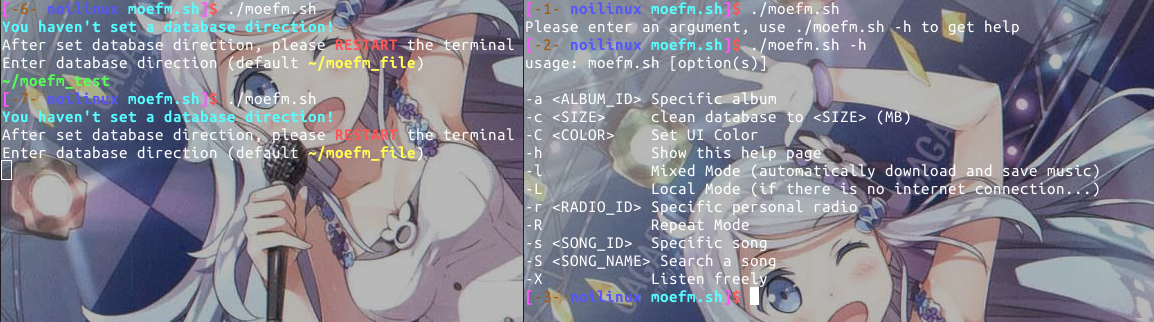 [-6- noilinux moefm.sh]$ ./moefm.sh
You haven't set a database direction!
After set database direction, please RESTART the terminal
Enter database direction (default ~/moefm_file)
~/moefm_test
[-7- noilinux moefm.sh]$ ./moefm.sh
You haven't set a database direction!
After set database direction, please RESTART the terminal
Enter database direction (default ~/moefm_file)
[-1- noilinux moefm.sh]$ ./moefm.sh
Please enter an argument, use ./moefm.sh -h to get help
[-2- noilinux moefm.sh]$ ./moefm.sh -h
usage: moefm.sh [option(s)]
-a <ALBUM_ID> Specific album
-c <SIZE> clean database to <SIZE> (MB)
-C <COLOR> Set UI Color
-h Show this help page
-l Mixed Mode (automatically download and save music)
-L Local Mode (if there is no internet connection...)
-r <RADIO_ID> Specific personal radio
-R Repeat Mode
-s <SONG_ID> Specific song
-S <SONG_NAME> Search a song
-X Listen freely
[-3- noilinux moefm.sh]$